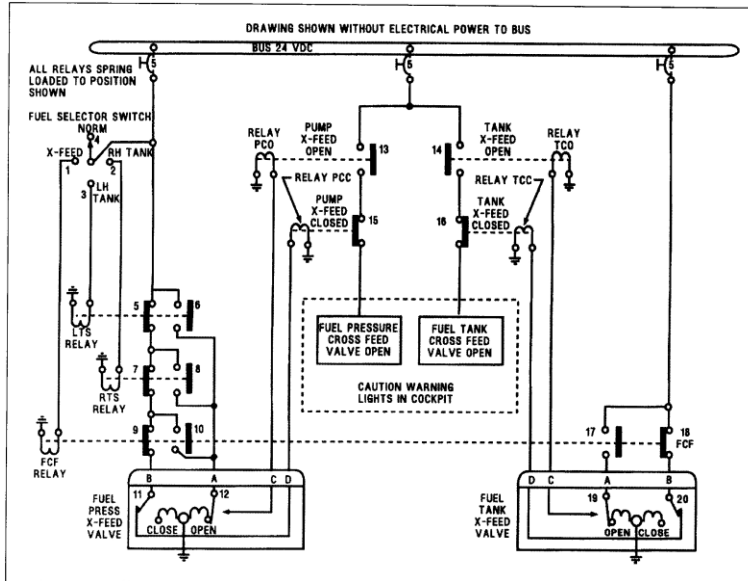 DRAWING SHOWN WITHOUT ELECTRICAL POWER TO BUS
BUS 24 VDC
5
5
5
ALL RELAYS SPRING
LOADED TO POSITION
SHOWN
FUEL SELECTOR SWITCH
NORM
4
X-FEED
RH TANK
1
2
3
LH
TANK
RELAY
PCO
PUMP
X-FEED
OPEN
13
14
TANK
X-FEED
OPEN
RELAY
TCO
RELAY PCC
PUMP
X-FEED
CLOSED
15
16
RELAY TCC
TANK
X-FEED
CLOSED
5
6
LTS
RELAY
7
8
RTS
RELAY
9
10
FCF
RELAY
FUEL PRESSURE
CROSS FEED
VALVE OPEN
FUEL TANK
CROSS FEED
VALVE OPEN
CAUTION WARNING
LIGHTS IN COCKPIT
17
18
FCF
B A C D
11 12
FUEL
PRESS
X-FEED
VALVE
CLOSE OPEN
D C A B
19 20
FUEL
TANK
X-FEED
VALVE
OPEN CLOSE